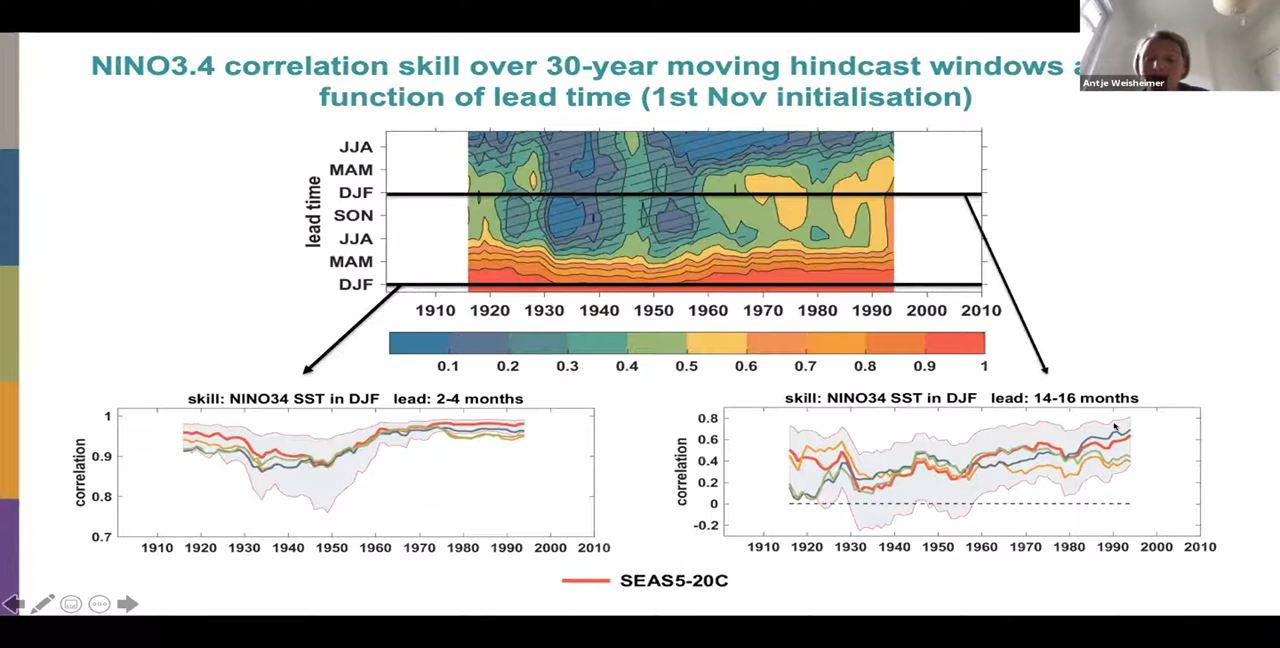 NINO3.4 correlation skill over 30-year moving hindcast windows
function of lead time (1st Nov initialisation)
Antje Weisheimer
lead time
JJA
MAM
DJF
SON
JJA
MAM
DJF
1910 1920 1930 1940 1950 1960 1970 1980 1990 2000 2010
0.1 0.2 0.3 0.4 0.5 0.6 0.7 0.8 0.9 1
skill: NINO34 SST in DJF lead: 2-4 months
correlation
1
0.9
0.8
0.7
1910 1920 1930 1940 1950 1960 1970 1980 1990 2000 2010
skill: NINO34 SST in DJF lead: 14-16 months
correlation
0.8
0.6
0.4
0.2
0
-0.2
1910 1920 1930 1940 1950 1960 1970 1980 1990 2000 2010
SEAS5-20C